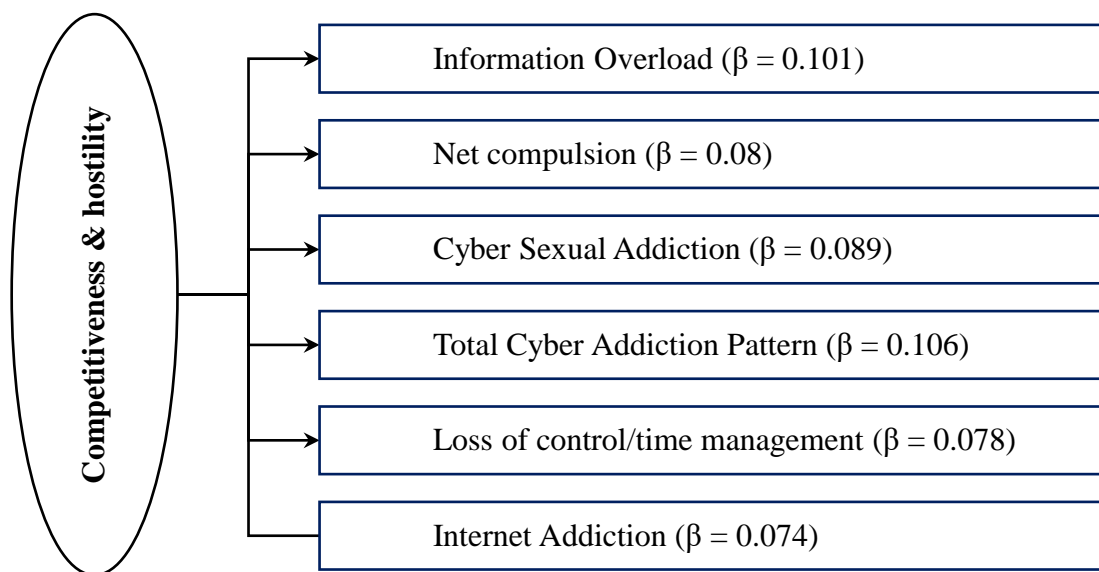 Competitiveness & hostility
Information Overload (β = 0.101)
Net compulsion (β = 0.08)
Cyber Sexual Addiction (β = 0.089)
Total Cyber Addiction Pattern (β = 0.106)
Loss of control/time management (β = 0.078)
Internet Addiction (β = 0.074)